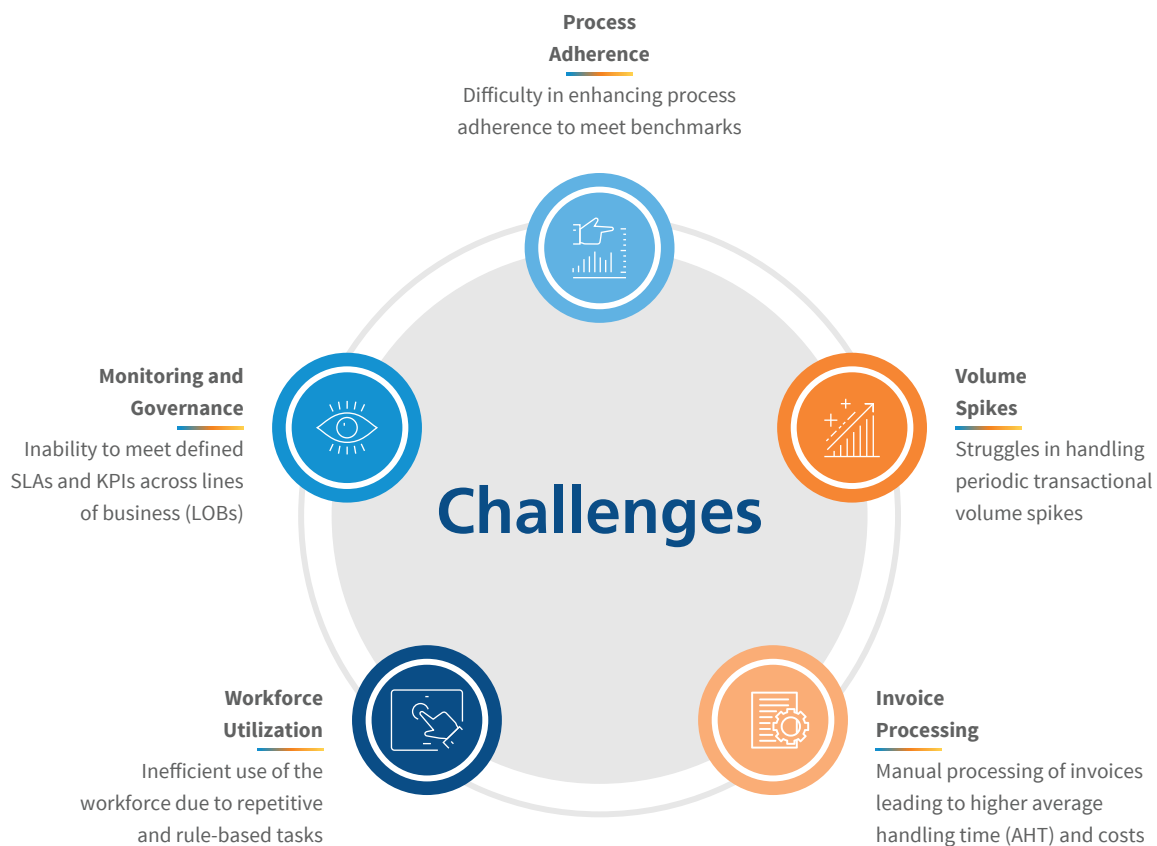 Process
Adherence
Difficulty in enhancing process
adherence to meet benchmarks
Monitoring and
Governance
Inability to meet defined
SLAs and KPIs across lines
of business (LOBs)
Volume
Spikes
Struggles in handling
periodic transactional
volume spikes
Challenges
Workforce
Utilization
Inefficient use of the
workforce due to repetitive
and rule-based tasks
Invoice
Processing
Manual processing of invoices
leading to higher average
handling time (AHT) and costs